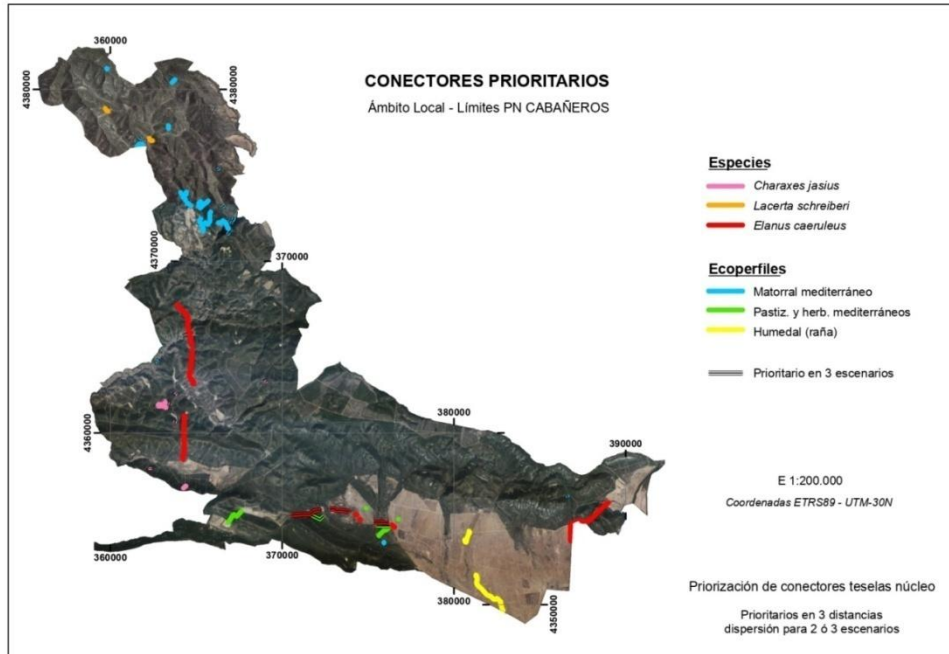 CONECTORES PRIORITARIOS
Ámbito Local - Límites PN CABAÑEROS
360000
4380000
4380000
Especies
Charaxes jasius
Lacerta schreiberi
Elanus caeruleus
4370000
370000
Ecoperfiles
Matorral mediterráneo
Pastiz. y herb. mediterráneos
Humedal (raña)
Prioritario en 3 escenarios
4360000
380000
390000
E 1:200.000
Coordenadas ETRS89 - UTM-30N
360000
370000
380000
4350000
Priorización de conectores teselas núcleo
Prioritarios en 3 distancias
dispersión para 2 ó 3 escenarios